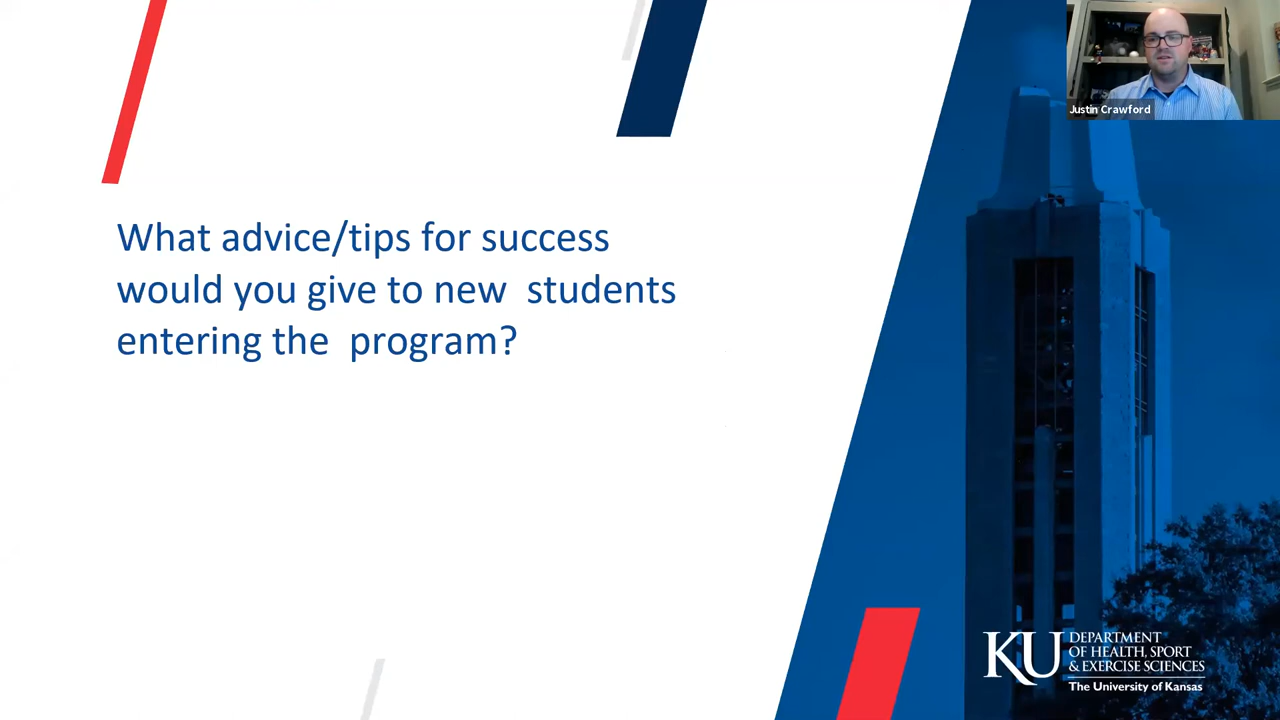 Justin Crawford
What advice/tips for success
would you give to new  students
entering the  program?
KU
DEPARTMENT
OF HEALTH, SPORT
& EXERCISE SCIENCES
The University of Kansas